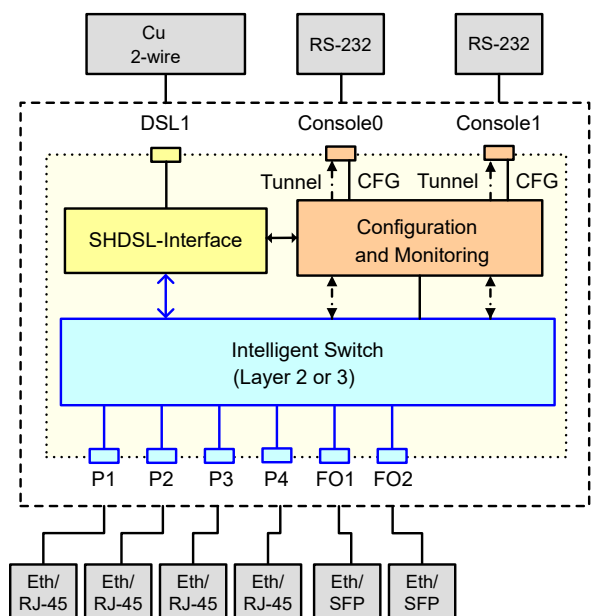 Cu
2-wire
RS-232
RS-232
DSL1
Console0
Console1
Tunnel
CFG
Tunnel
CFG
SHDSL-Interface
Configuration
and Monitoring
Intelligent Switch
(Layer 2 or 3)
P1
P2
P3
P4
FO1
FO2
Eth/
RJ-45
Eth/
RJ-45
Eth/
RJ-45
Eth/
RJ-45
Eth/
SFP
Eth/
SFP